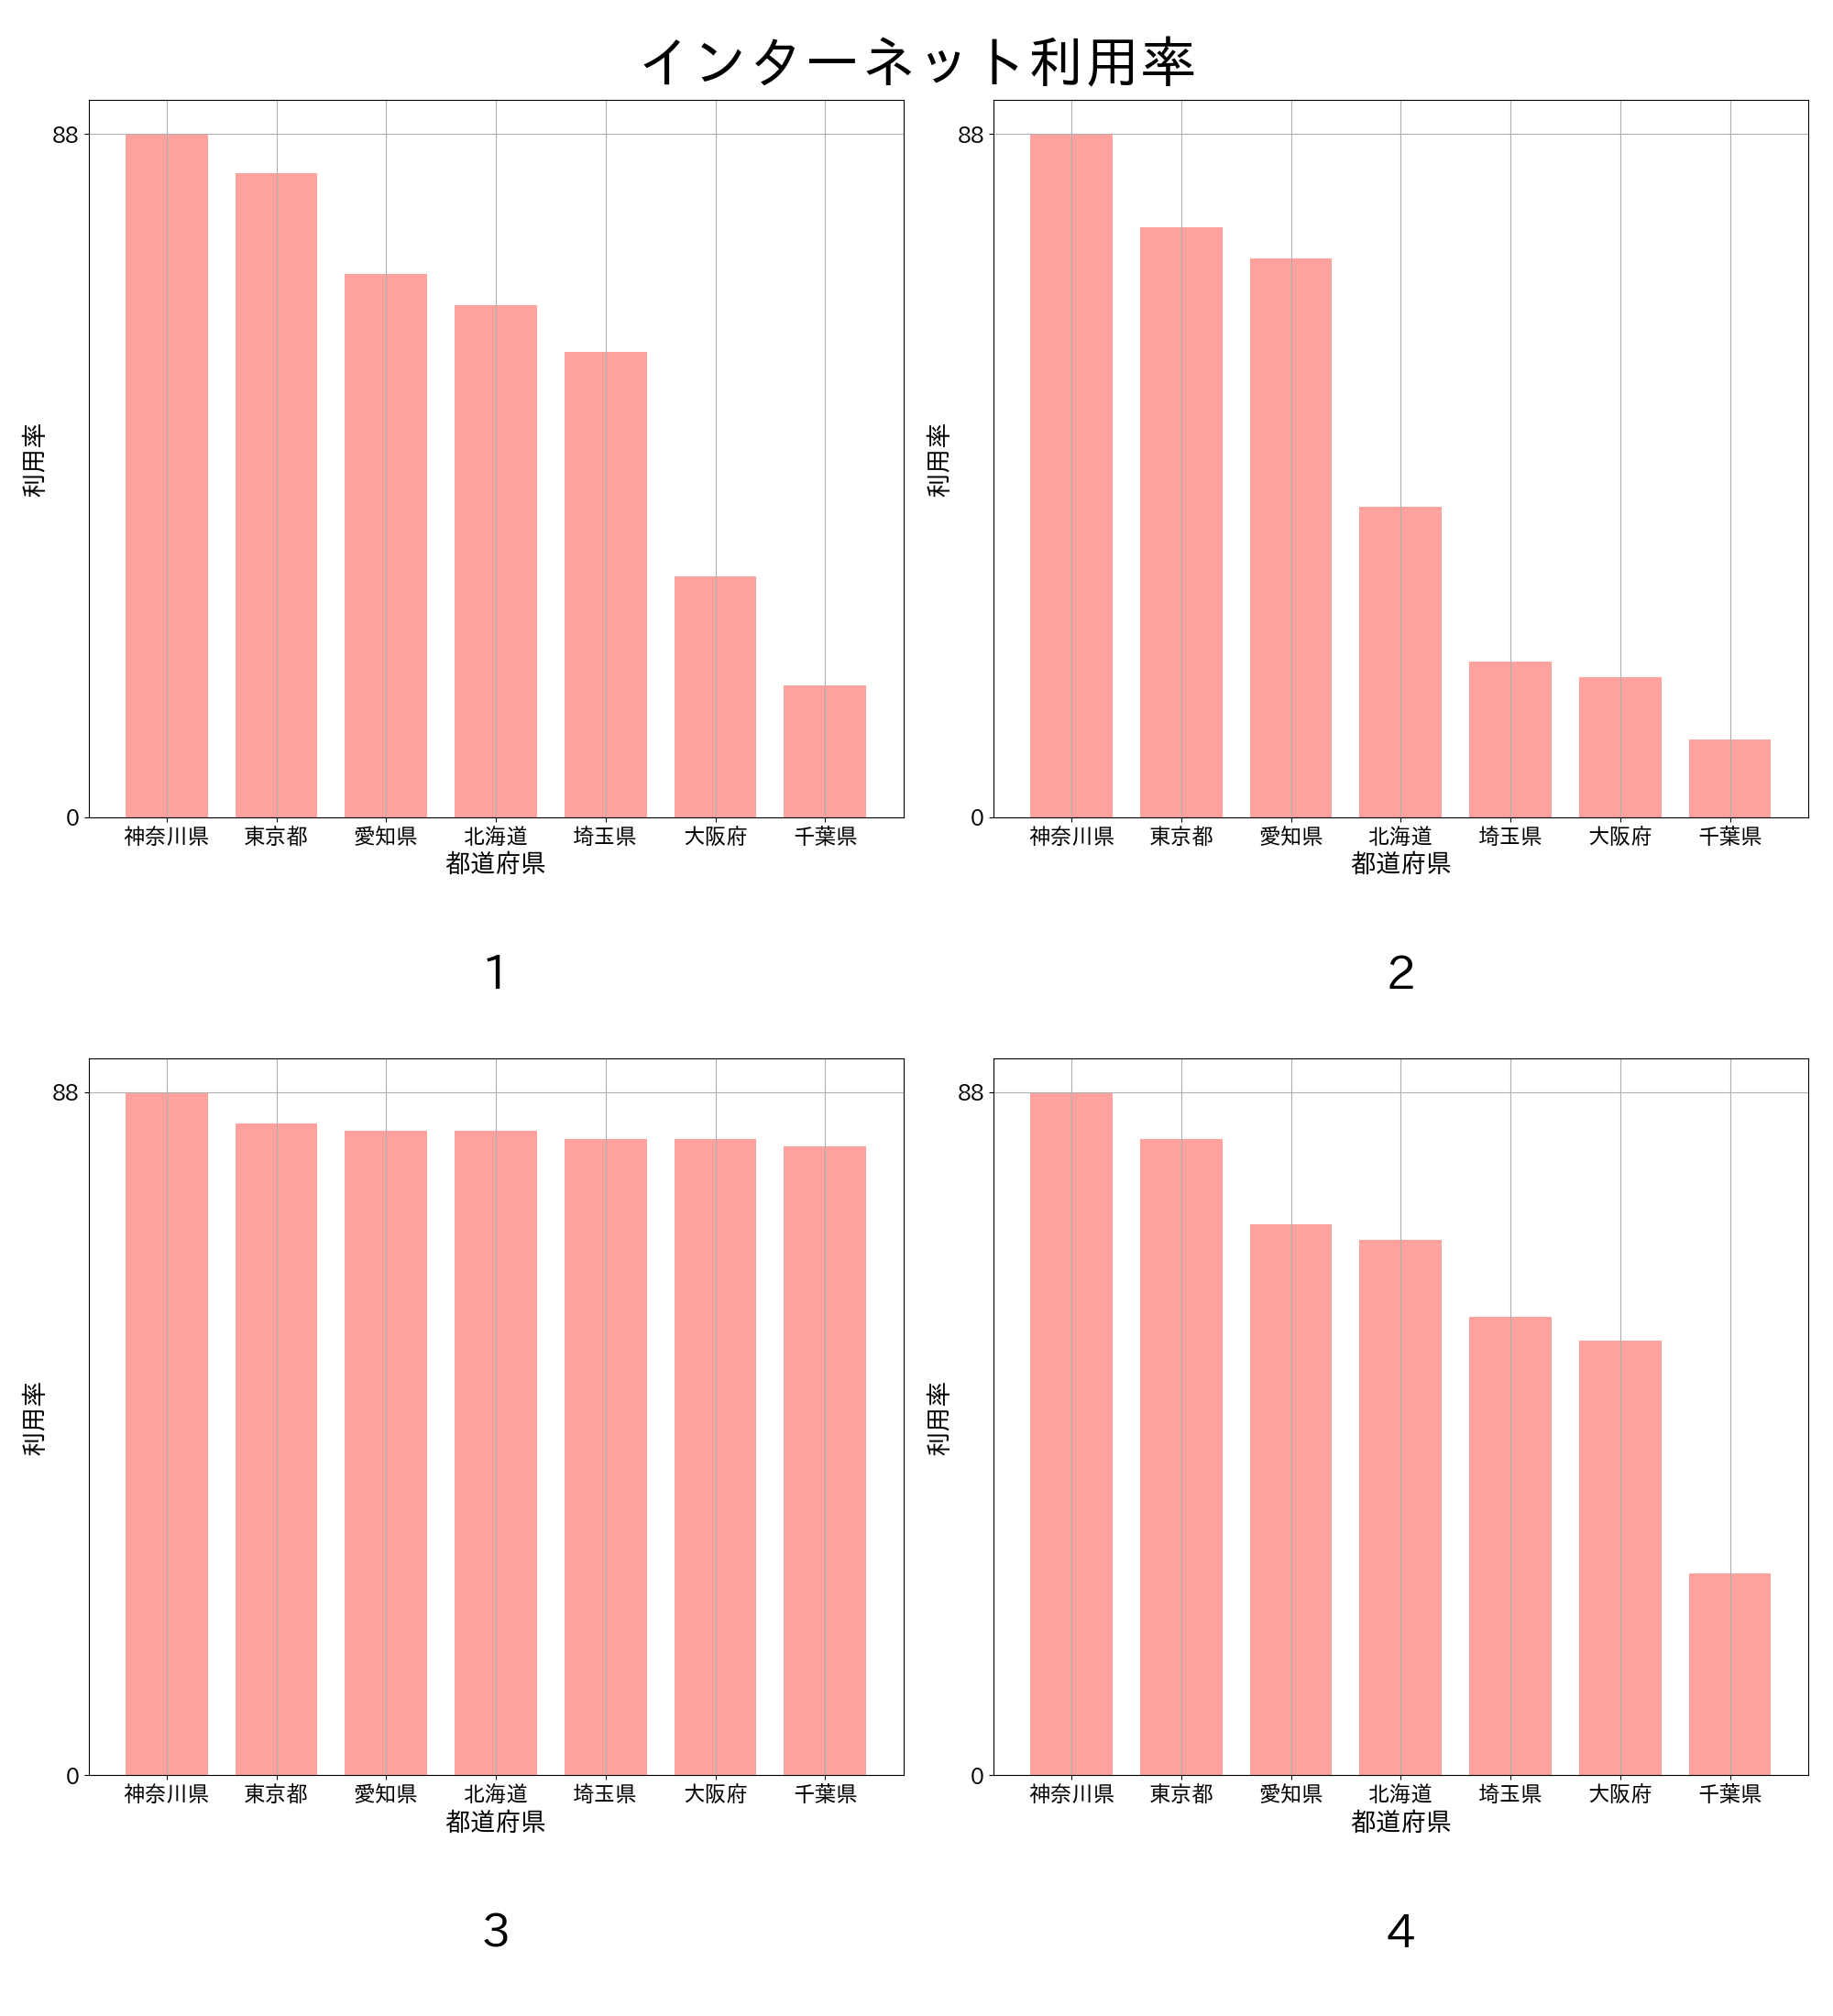 インターネット利用率
88
利用率
0
神奈川県 東京都 愛知県 北海道 埼玉県 大阪府 千葉県
都道府県
1
88
利用率
0
神奈川県 東京都 愛知県 北海道 埼玉県 大阪府 千葉県
都道府県
2
88
利用率
0
神奈川県 東京都 愛知県 北海道 埼玉県 大阪府 千葉県
都道府県
3
88
利用率
0
神奈川県 東京都 愛知県 北海道 埼玉県 大阪府 千葉県
都道府県
4